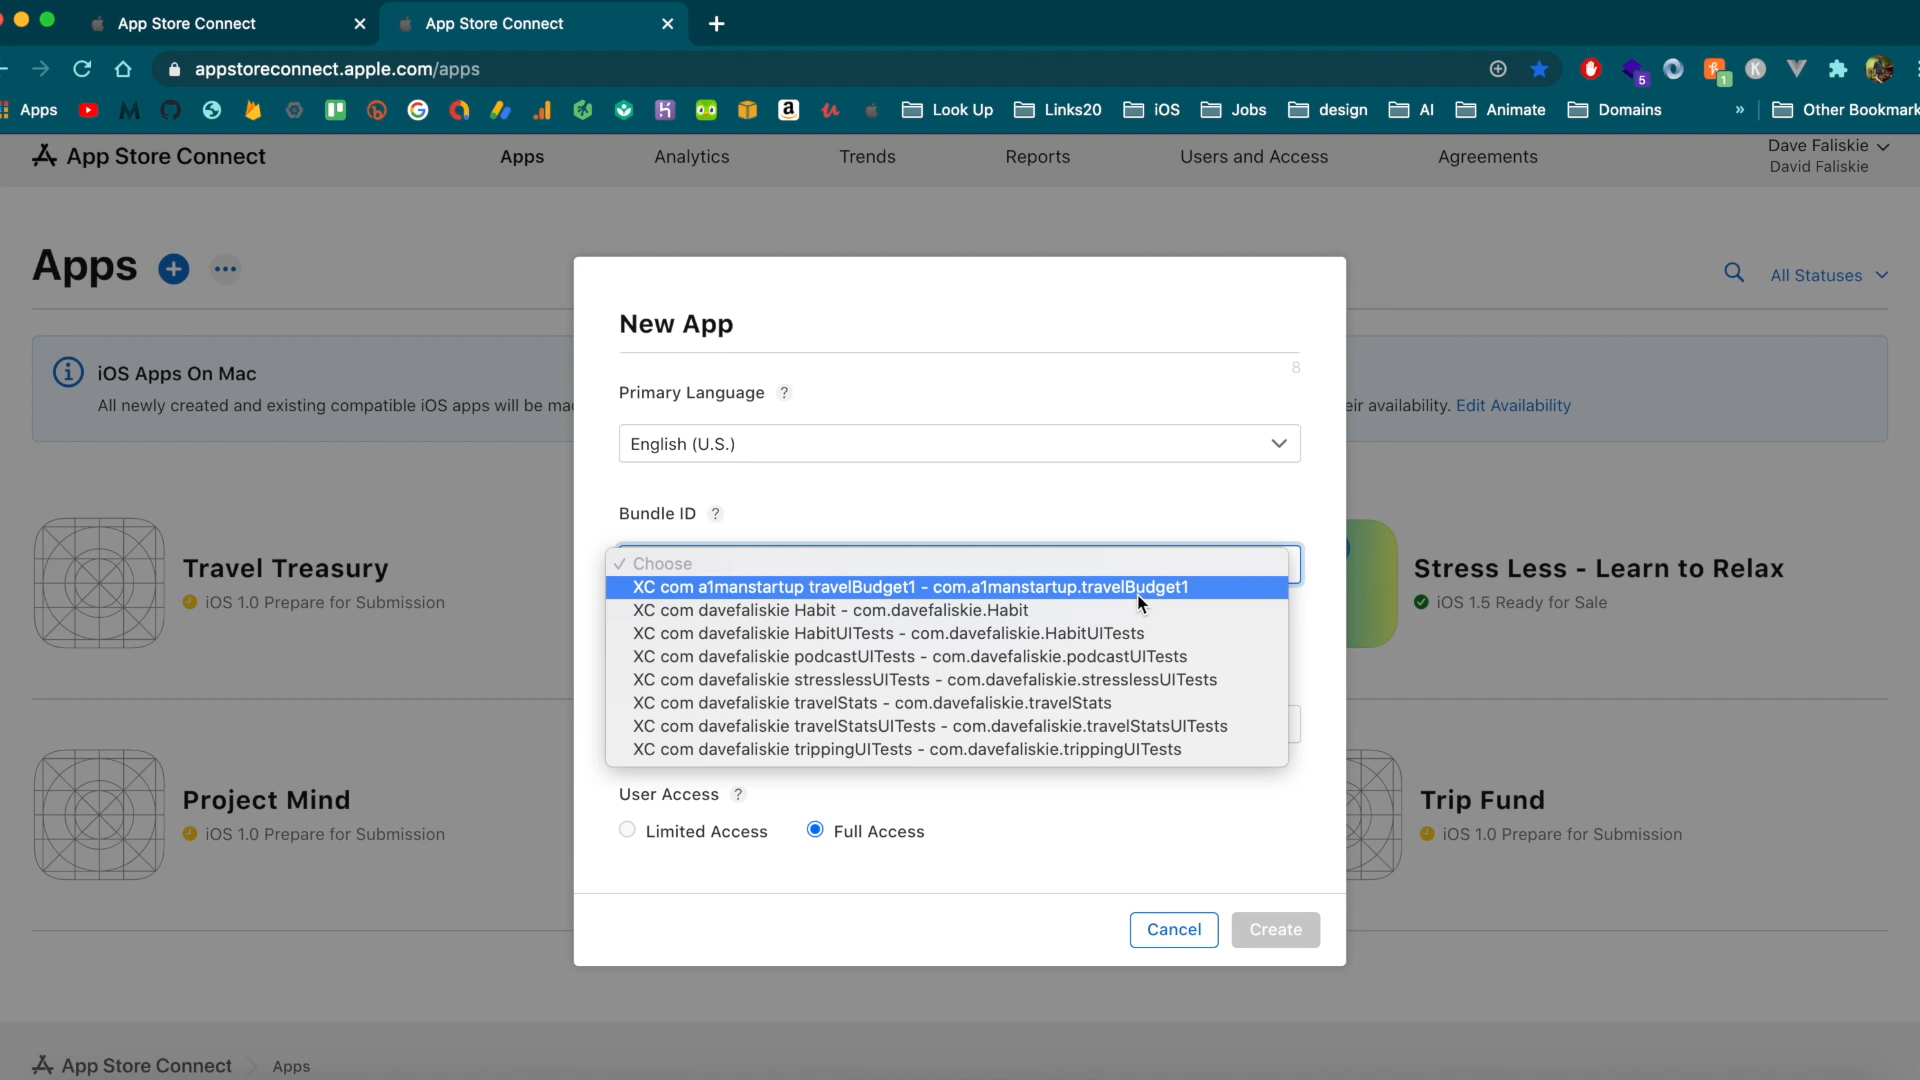 App Store Connect
App Store Connect
appstoreconnect.apple.com/apps
5
1
K
Apps
Look Up
Links20
iOS
Jobs
design
AI
Animate
Domains
»
Other Bookmark
App Store Connect
Apps
Analytics
Trends
Reports
Users and Access
Agreements
Dave Faliskie
David Faliskie
Apps
All Statuses
iOS Apps On Mac
All newly created and existing compatible iOS apps will be ma
eir availability. Edit Availability
New App
8
Primary Language ?
English (U.S.)
Bundle ID ?
✓ Choose
XC com a1manstartup travelBudget1 - com.a1manstartup.travelBudget1
XC com davefaliskie Habit - com.davefaliskie.Habit
XC com davefaliskie HabitUITests - com.davefaliskie.HabitUITests
XC com davefaliskie podcastUITests - com.davefaliskie.podcastUITests
XC com davefaliskie stresslessUITests - com.davefaliskie.stresslessUITests
XC com davefaliskie travelStats - com.davefaliskie.travelStats
XC com davefaliskie travelStatsUITests - com.davefaliskie.travelStatsUITests
XC com davefaliskie trippingUITests - com.davefaliskie.trippingUITests
User Access ?
Limited Access
Full Access
Cancel
Create
Travel Treasury
iOS 1.0 Prepare for Submission
Stress Less - Learn to Relax
iOS 1.5 Ready for Sale
Project Mind
iOS 1.0 Prepare for Submission
Trip Fund
iOS 1.0 Prepare for Submission
App Store Connect
Apps